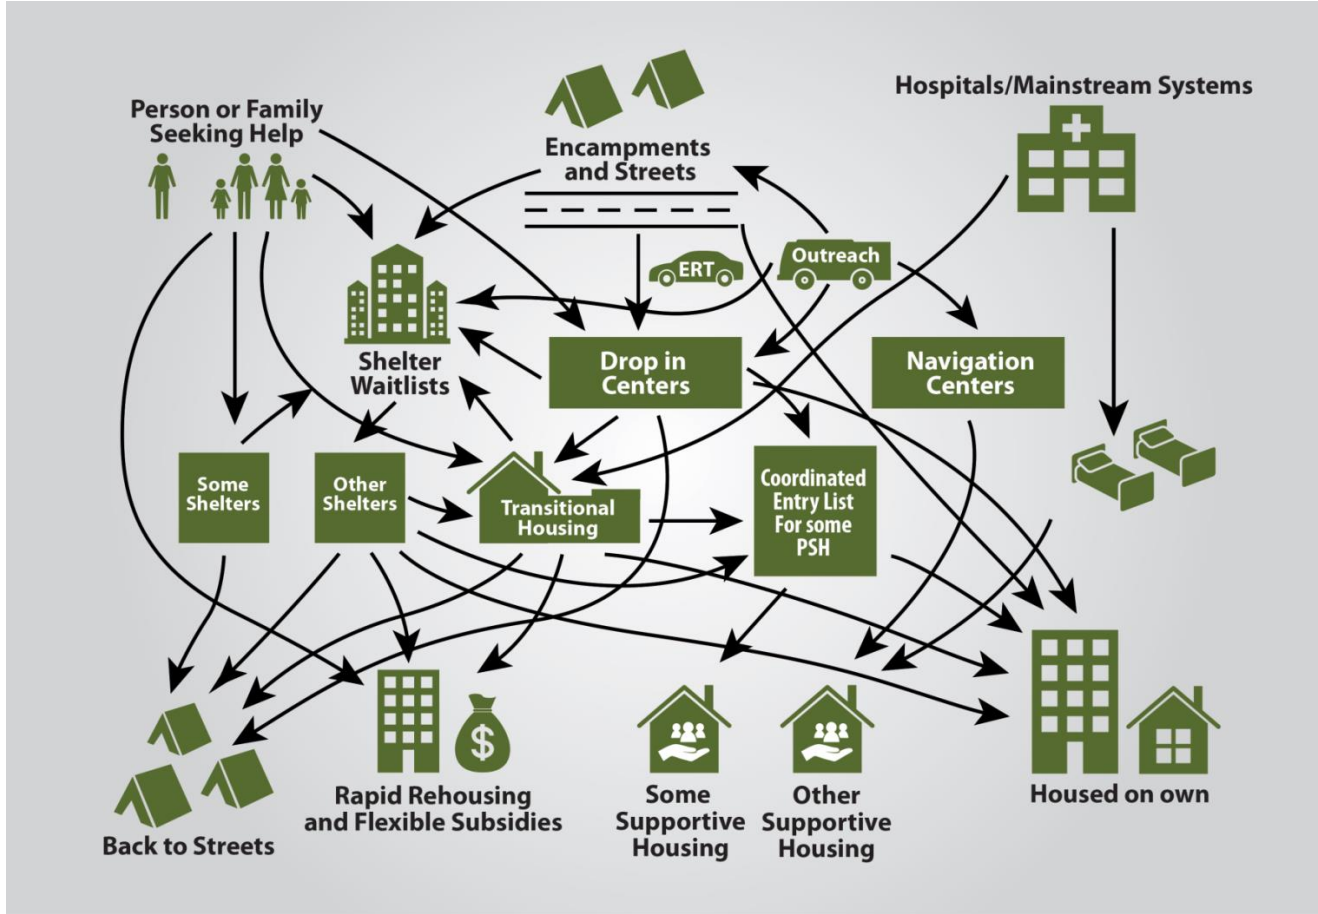 Hospitals/Mainstream Systems
Person or Family
Seeking Help
Encampments
and Streets
ERT
Outreach
Shelter
Waitlists
Drop in
Centers
Navigation
Centers
Some
Shelters
Other
Shelters
Transitional
Housing
Coordinated
Entry List
For some
PSH
$
Back to Streets
Rapid Rehousing
and Flexible Subsidies
Some
Supportive
Housing
Other
Supportive
Housing
Housed on own